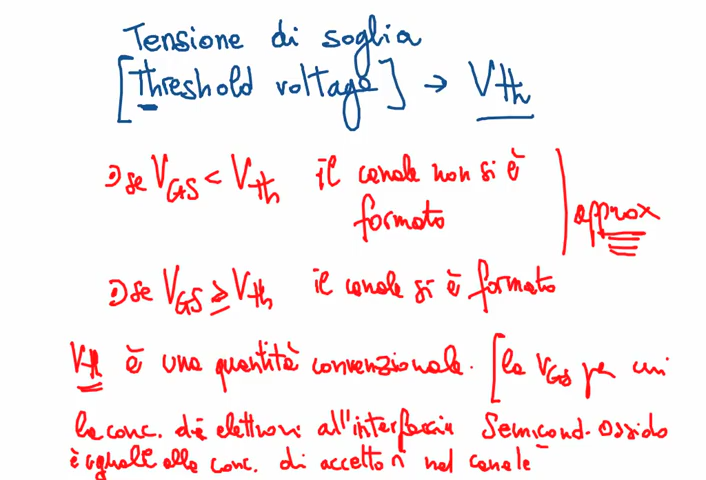 Tensione di soglia
[Threshold voltage] → Vth
se VGS < Vth il canale non si è
formato
approx
se VGS ≥ Vth il canale si è formato
Vth è una quantità convenzionale. [la VGS per cui
la conc. di elettroni all'interfaccia Semicond. Ossido
è uguale alla conc. di accettori nel canale